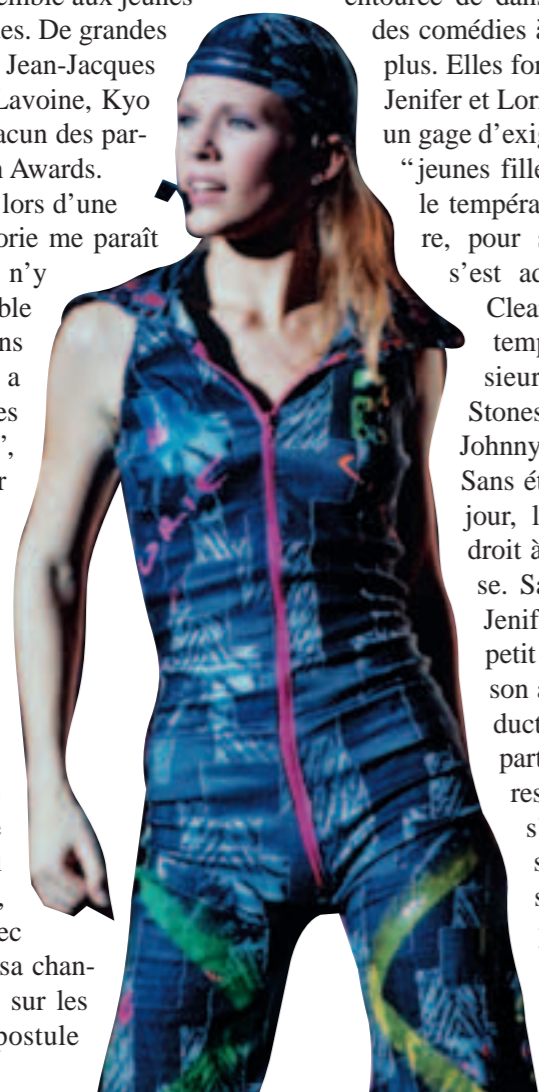 emble aux jeunes
es. De grandes
Jean-Jacques
Lavoine, Kyo
acun des par-
n Awards.
lors d'une
orie me paraît
n'y
ble
ns
a
es
”,
r
,
ec
sa chan-
sur les
postule
entourée de dans
des comédies à
plus. Elles for
Jenifer et Lori
un gage d'exig
“jeunes fille
le tempéra
re, pour s
s'est ac
Clear
temp
sieur
Stones
Johnny
Sans ét
jour, l
droit à
se. Sa
Jenif
petit
son a
duct
part
res
s'
s
s